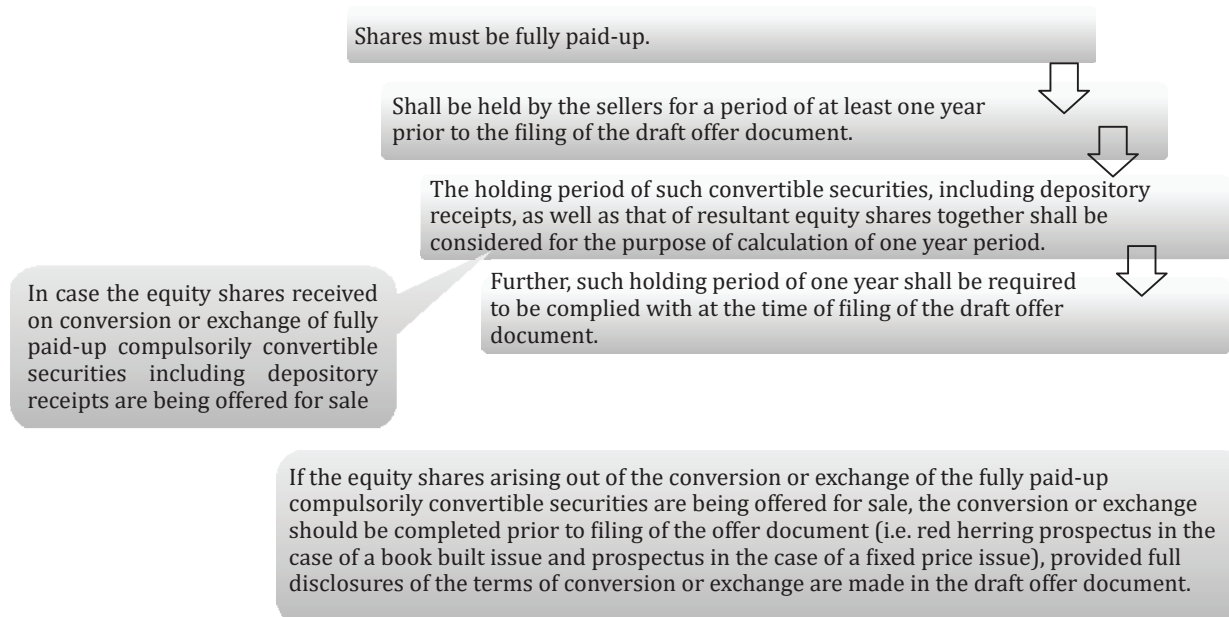 Shares must be fully paid-up.
Shall be held by the sellers for a period of at least one year
prior to the filing of the draft offer document.
The holding period of such convertible securities, including depository
receipts, as well as that of resultant equity shares together shall be
considered for the purpose of calculation of one year period.
Further, such holding period of one year shall be required
to be complied with at the time of filing of the draft offer
document.
In case the equity shares received
on conversion or exchange of fully
paid-up compulsorily convertible
securities including depository
receipts are being offered for sale
If the equity shares arising out of the conversion or exchange of the fully paid-up
compulsorily convertible securities are being offered for sale, the conversion or exchange
should be completed prior to filing of the offer document (i.e. red herring prospectus in the
case of a book built issue and prospectus in the case of a fixed price issue), provided full
disclosures of the terms of conversion or exchange are made in the draft offer document.